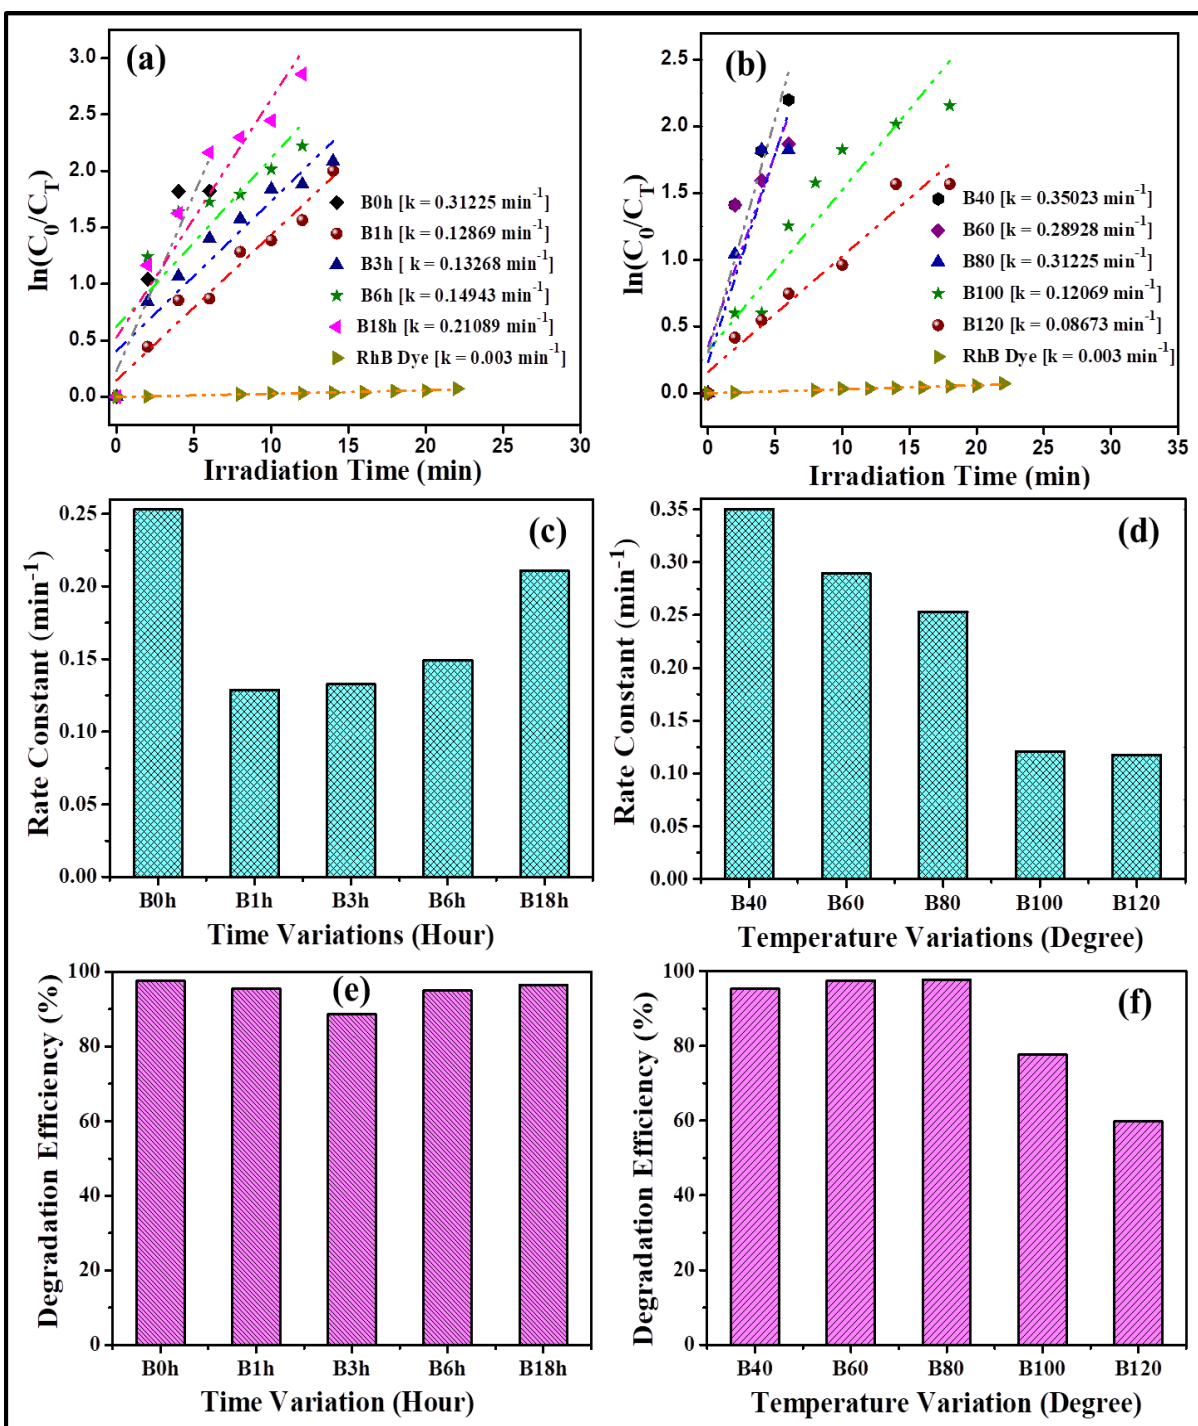 (a)
ln(C0/CT)
3.0
2.5
2.0
1.5
1.0
0.5
0.0
B0h [k = 0.31225 min-1]
B1h [k = 0.12869 min-1]
B3h [ k = 0.13268 min-1]
B6h [k = 0.14943 min-1]
B18h [k = 0.21089 min-1]
RhB Dye [k = 0.003 min-1]
0 5 10 15 20 25 30
Irradiation Time (min)
(b)
ln(C0/CT)
2.5
2.0
1.5
1.0
0.5
0.0
B40 [k = 0.35023 min-1]
B60 [k = 0.28928 min-1]
B80 [k = 0.31225 min-1]
B100 [k = 0.12069 min-1]
B120 [k = 0.08673 min-1]
RhB Dye [k = 0.003 min-1]
0 5 10 15 20 25 30 35
Irradiation Time (min)
(c)
Rate Constant (min-1)
0.25
0.20
0.15
0.10
0.05
0.00
B0h B1h B3h B6h B18h
Time Variations (Hour)
(d)
Rate Constant (min-1)
0.35
0.30
0.25
0.20
0.15
0.10
0.05
0.00
B40 B60 B80 B100 B120
Temperature Variations (Degree)
(e)
Degradation Efficiency (%)
100
80
60
40
20
0
B0h B1h B3h B6h B18h
Time Variation (Hour)
(f)
Degradation Efficiency (%)
100
80
60
40
20
0
B40 B60 B80 B100 B120
Temperature Variation (Degree)